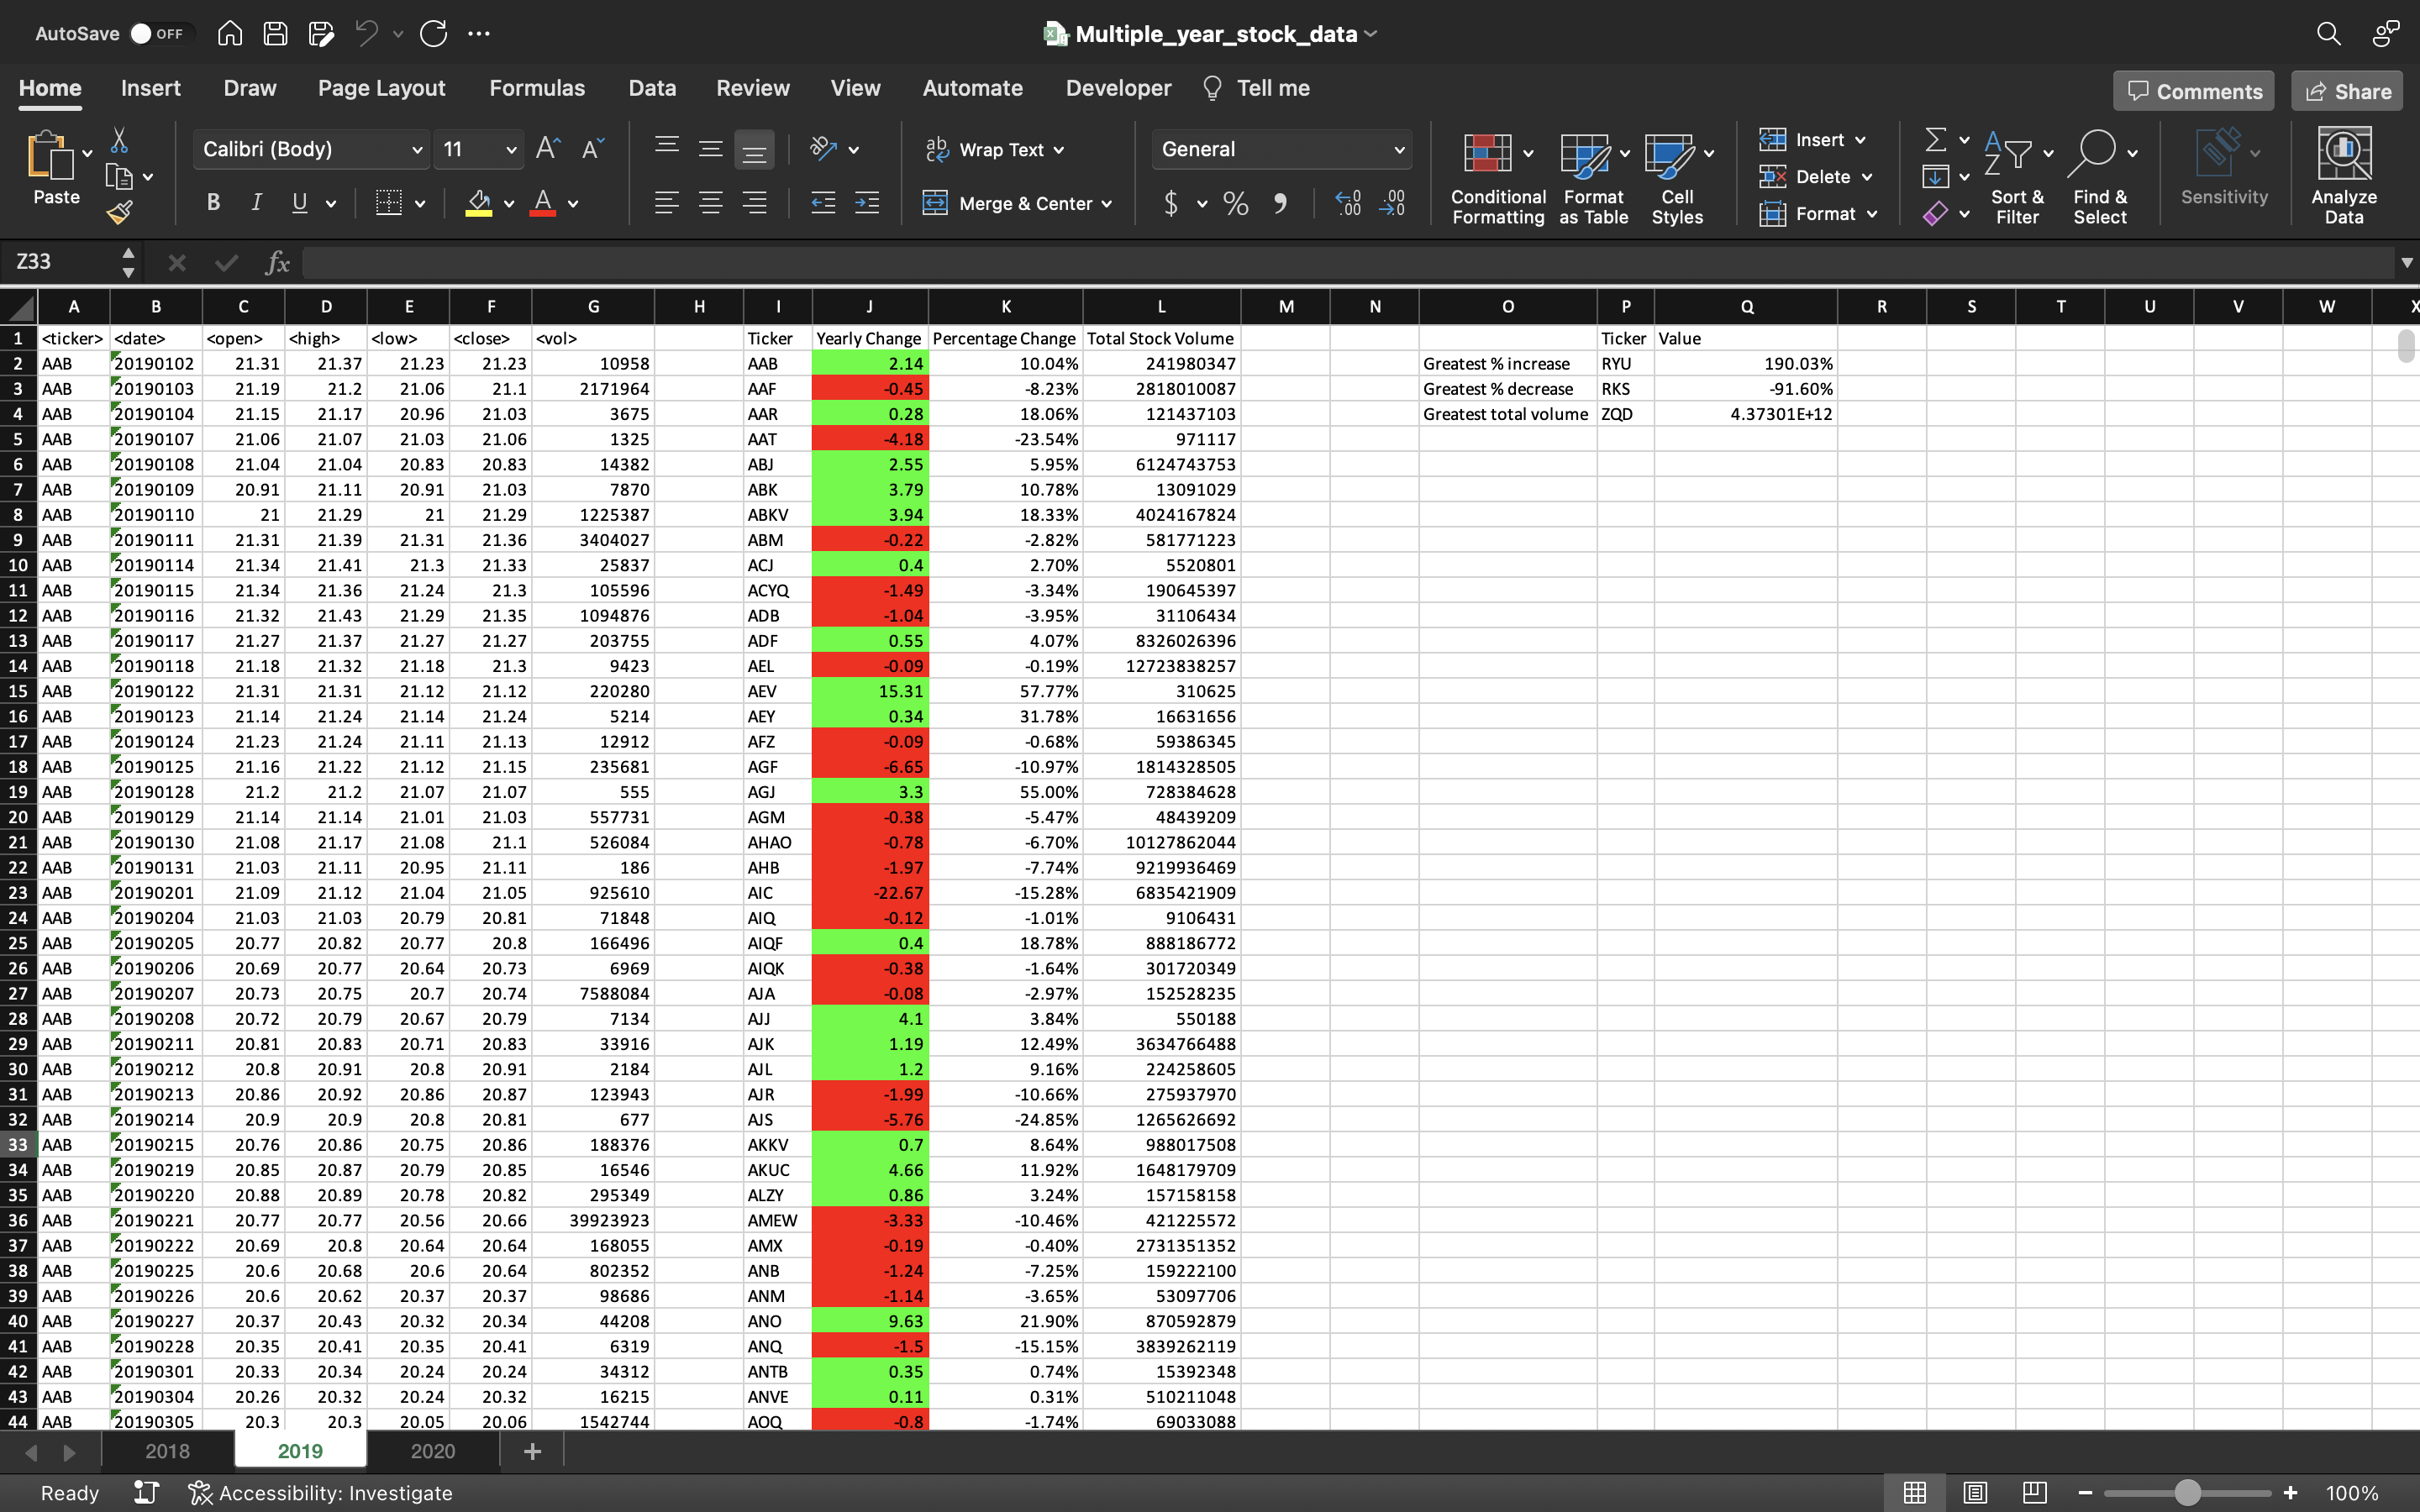 AutoSave OFF Multiple_year_stock_data
Home Insert Draw Page Layout Formulas Data Review View Automate Developer Tell me Comments Share
Paste Calibri (Body) 11 A^ A˅ Wrap Text General Insert
B I U A Merge & Center $ % 9 .00 .00 Conditional Formatting Format as Table Cell Styles Delete Format Sort & Filter Find & Select Sensitivity Analyze Data
Z33 fx
A B C D E F G H I J K L M N O P Q R S T U V W X
1 <ticker> <date> <open> <high> <low> <close> <vol> Ticker Yearly Change Percentage Change Total Stock Volume Ticker Value
2 AAB 20190102 21.31 21.37 21.23 21.23 10958 AAB 2.14 10.04% 241980347 Greatest % increase RYU 190.03%
3 AAB 20190103 21.19 21.2 21.06 21.1 2171964 AAF -0.45 -8.23% 2818010087 Greatest % decrease RKS -91.60%
4 AAB 20190104 21.15 21.17 20.96 21.03 3675 AAR 0.28 18.06% 121437103 Greatest total volume ZQD 4.37301E+12
5 AAB 20190107 21.06 21.07 21.03 21.06 1325 AAT -4.18 -23.54% 971117
6 AAB 20190108 21.04 21.04 20.83 20.83 14382 ABJ 2.55 5.95% 6124743753
7 AAB 20190109 20.91 21.11 20.91 21.03 7870 ABK 3.79 10.78% 13091029
8 AAB 20190110 21 21.29 21 21.29 1225387 ABKV 3.94 18.33% 4024167824
9 AAB 20190111 21.31 21.39 21.31 21.36 3404027 ABM -0.22 -2.82% 581771223
10 AAB 20190114 21.34 21.41 21.3 21.33 25837 ACJ 0.4 2.70% 5520801
11 AAB 20190115 21.34 21.36 21.24 21.3 105596 ACYQ -1.49 -3.34% 190645397
12 AAB 20190116 21.32 21.43 21.29 21.35 1094876 ADB -1.04 -3.95% 31106434
13 AAB 20190117 21.27 21.37 21.27 21.27 203755 ADF 0.55 4.07% 8326026396
14 AAB 20190118 21.18 21.32 21.18 21.3 9423 AEL -0.09 -0.19% 12723838257
15 AAB 20190122 21.31 21.31 21.12 21.12 220280 AEV 15.31 57.77% 310625
16 AAB 20190123 21.14 21.24 21.14 21.24 5214 AEY 0.34 31.78% 16631656
17 AAB 20190124 21.23 21.24 21.11 21.13 12912 AFZ -0.09 -0.68% 59386345
18 AAB 20190125 21.16 21.22 21.12 21.15 235681 AGF -6.65 -10.97% 1814328505
19 AAB 20190128 21.2 21.2 21.07 21.07 555 AGJ 3.3 55.00% 728384628
20 AAB 20190129 21.14 21.14 21.01 21.03 557731 AGM -0.38 -5.47% 48439209
21 AAB 20190130 21.08 21.17 21.08 21.1 526084 AHAO -0.78 -6.70% 10127862044
22 AAB 20190131 21.03 21.11 20.95 21.11 186 AHB -1.97 -7.74% 9219936469
23 AAB 20190201 21.09 21.12 21.04 21.05 925610 AIC -22.67 -15.28% 6835421909
24 AAB 20190204 21.03 21.03 20.79 20.81 71848 AIQ -0.12 -1.01% 9106431
25 AAB 20190205 20.77 20.82 20.77 20.8 166496 AIQF 0.4 18.78% 888186772
26 AAB 20190206 20.69 20.77 20.64 20.73 6969 AIQK -0.38 -1.64% 301720349
27 AAB 20190207 20.73 20.75 20.7 20.74 7588084 AJA -0.08 -2.97% 152528235
28 AAB 20190208 20.72 20.79 20.67 20.79 7134 AJJ 4.1 3.84% 550188
29 AAB 20190211 20.81 20.83 20.71 20.83 33916 AJK 1.19 12.49% 3634766488
30 AAB 20190212 20.8 20.91 20.8 20.91 2184 AJL 1.2 9.16% 224258605
31 AAB 20190213 20.86 20.92 20.86 20.87 123943 AJR -1.99 -10.66% 275937970
32 AAB 20190214 20.9 20.9 20.8 20.81 677 AJS -5.76 -24.85% 1265626692
33 AAB 20190215 20.76 20.86 20.75 20.86 188376 AKKV 0.7 8.64% 988017508
34 AAB 20190219 20.85 20.87 20.79 20.85 16546 AKUC 4.66 11.92% 1648179709
35 AAB 20190220 20.88 20.89 20.78 20.82 295349 ALZY 0.86 3.24% 157158158
36 AAB 20190221 20.77 20.77 20.56 20.66 39923923 AMEW -3.33 -10.46% 421225572
37 AAB 20190222 20.69 20.8 20.64 20.64 168055 AMX -0.19 -0.40% 2731351352
38 AAB 20190225 20.6 20.68 20.6 20.64 802352 ANB -1.24 -7.25% 159222100
39 AAB 20190226 20.6 20.62 20.37 20.37 98686 ANM -1.14 -3.65% 53097706
40 AAB 20190227 20.37 20.43 20.32 20.34 44208 ANO 9.63 21.90% 870592879
41 AAB 20190228 20.35 20.41 20.35 20.41 6319 ANQ -1.5 -15.15% 3839262119
42 AAB 20190301 20.33 20.34 20.24 20.24 34312 ANTB 0.35 0.74% 15392348
43 AAB 20190304 20.26 20.32 20.24 20.32 16215 ANVE 0.11 0.31% 510211048
44 AAB 20190305 20.3 20.3 20.05 20.06 1542744 AOQ -0.8 -1.74% 69033088
2018 2019 2020 +
Ready Accessibility: Investigate 100%